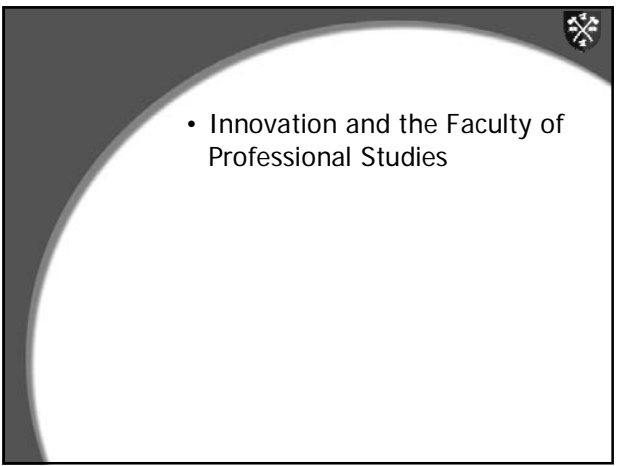 • Innovation and the Faculty of
Professional Studies